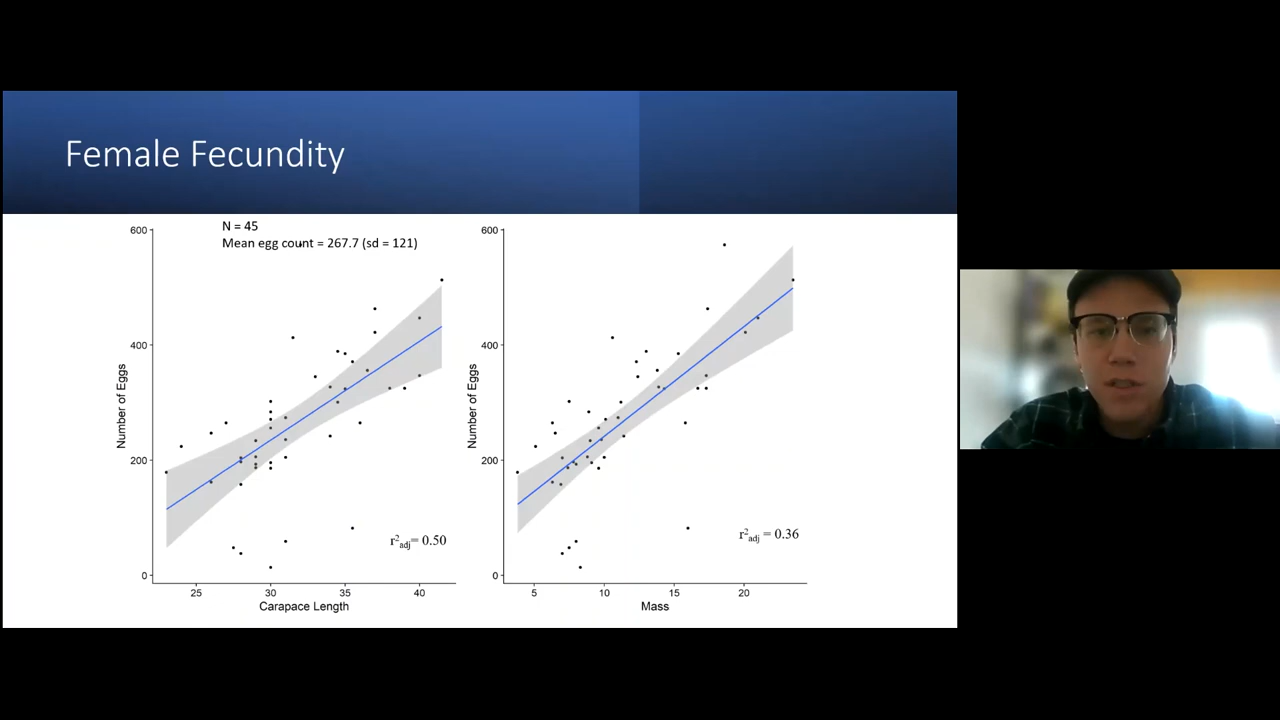 Female Fecundity
N = 45
Mean egg count = 267.7 (sd = 121)
600
400
200
0
Number of Eggs
25
30
35
40
Carapace Length
r²adj= 0.50
600
400
200
0
Number of Eggs
5
10
15
20
Mass
r²adj = 0.36